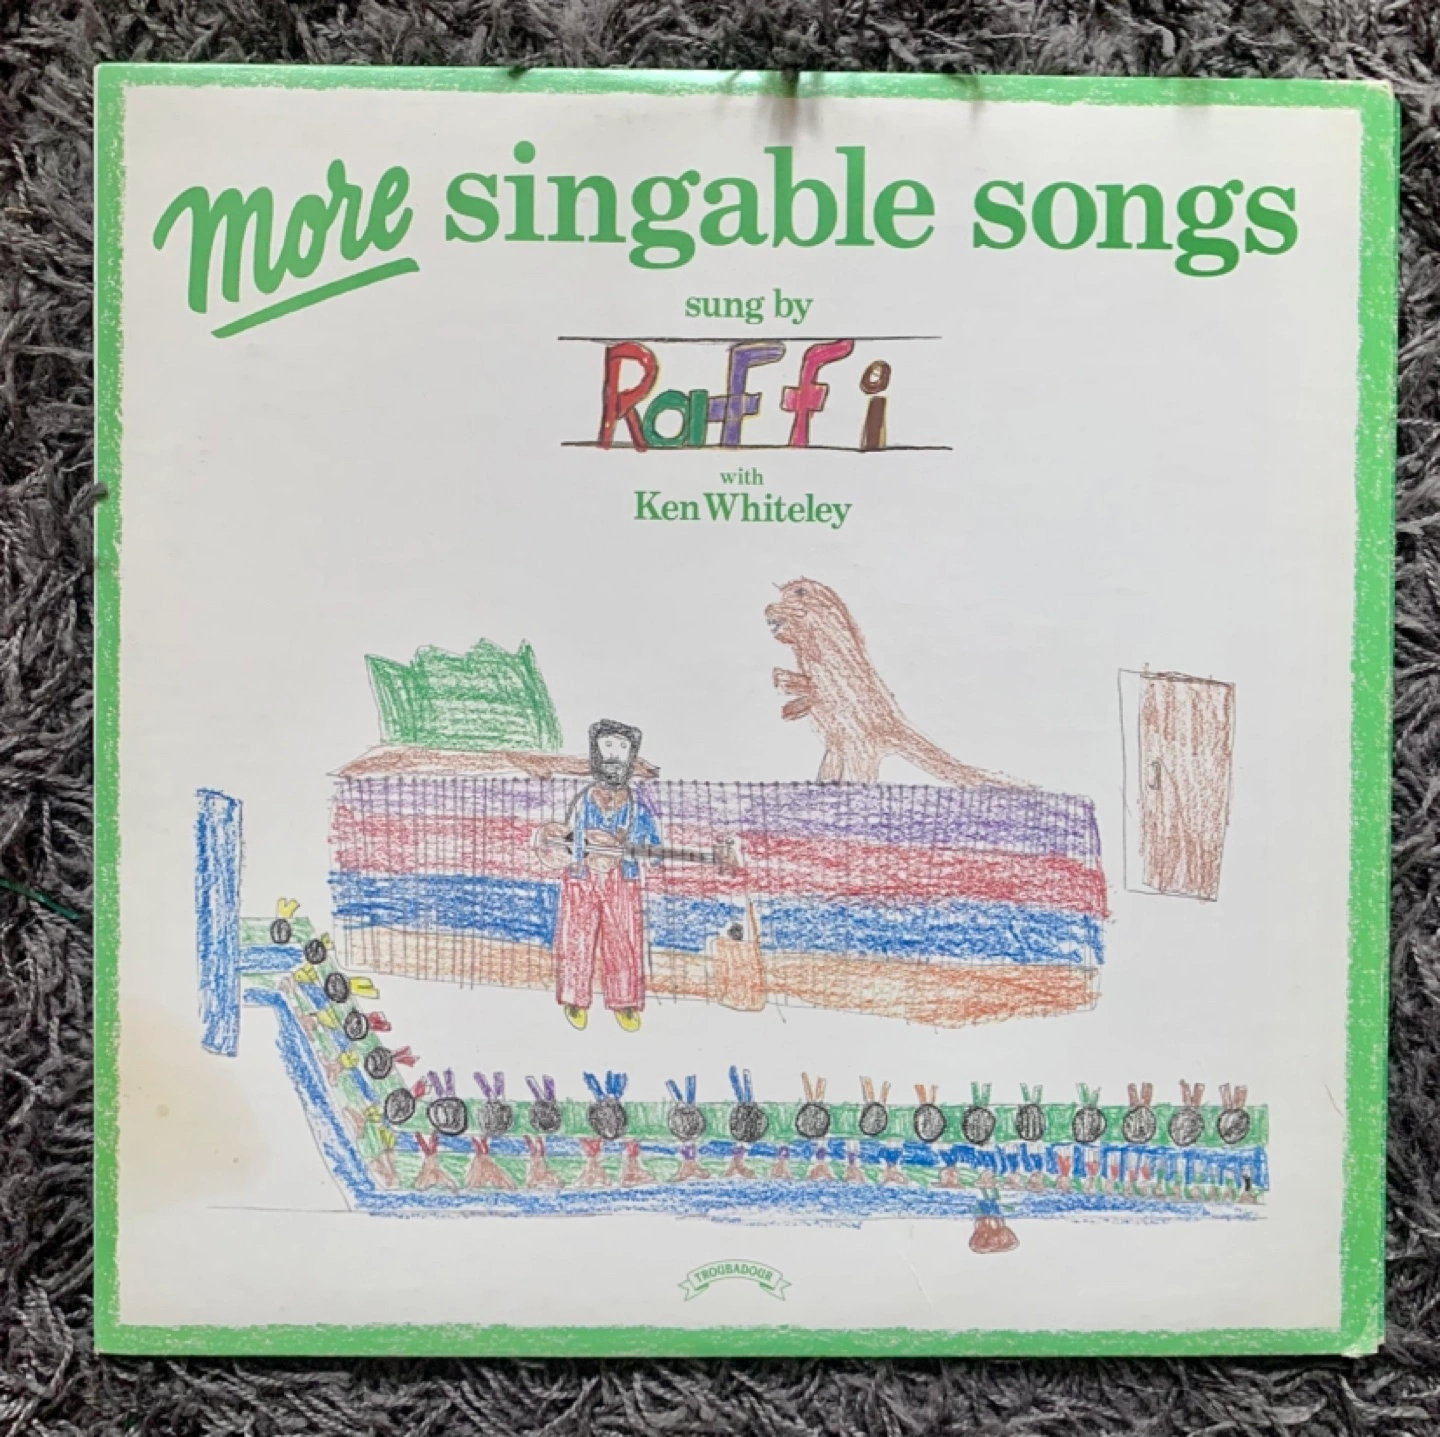 more singable songs
sung by
Raffi
with
Ken Whiteley
TROUBADOUR